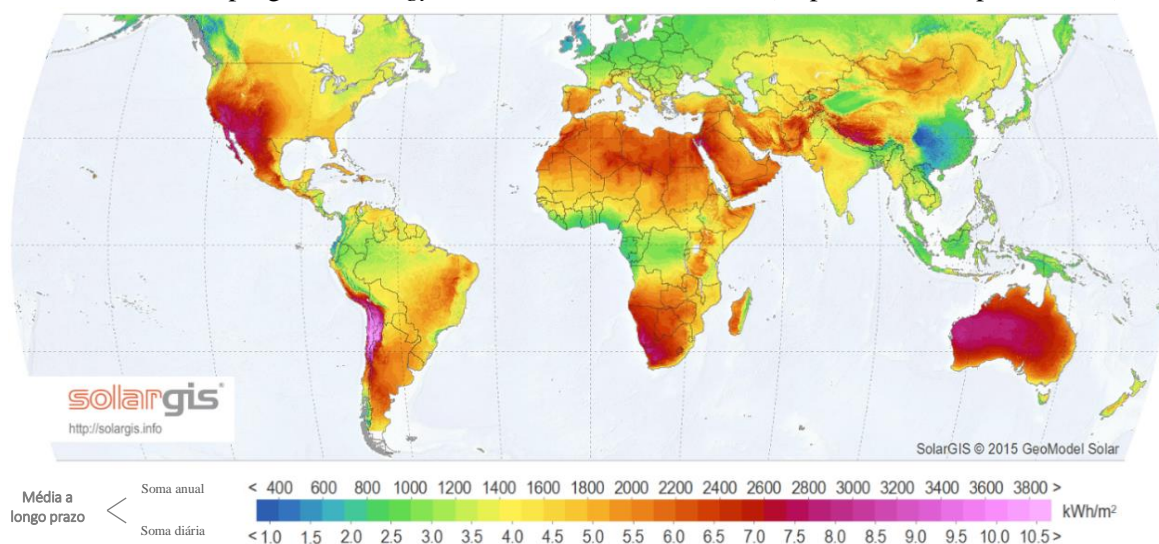 solargis
http://solargis.info
SolarGIS © 2015 GeoModel Solar
Média a longo prazo
Soma anual
< 400 600 800 1000 1200 1400 1600 1800 2000 2200 2400 2600 2800 3000 3200 3400 3600 3800 >
kWh/m²
Soma diária
< 1.0 1.5 2.0 2.5 3.0 3.5 4.0 4.5 5.0 5.5 6.0 6.5 7.0 7.5 8.0 8.5 9.0 9.5 10.0 10.5 >